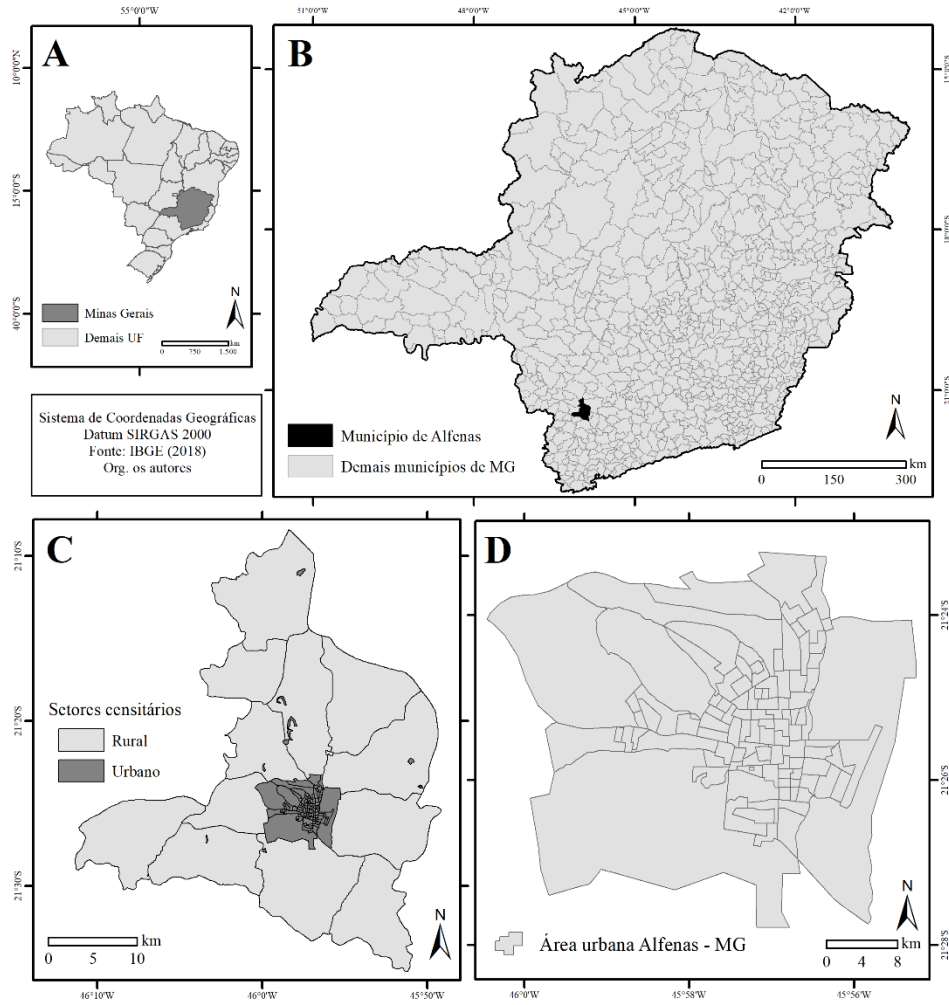 55°0'0"W
A
10°0'0"N
15°0'0"S
40°0'0"S
Minas Gerais
Demais UF
N
km
0 750 1.500
Sistema de Coordenadas Geográficas
Datum SIRGAS 2000
Fonte: IBGE (2018)
Org. os autores
51°0'0"W 48°0'0"W 45°0'0"W 42°0'0"W
B
15°0'0"S
18°0'0"S
21°0'0"S
Município de Alfenas
Demais municípios de MG
N
km
0 150 300
C
21°10'S
21°20'S
21°30'S
Setores censitários
Rural
Urbano
km
0 5 10
N
46°10'W 46°0'W 45°50'W
D
21°24'S
21°26'S
21°28'S
Área urbana Alfenas - MG
N
km
0 4 8
46°0'W 45°58'W 45°56'W